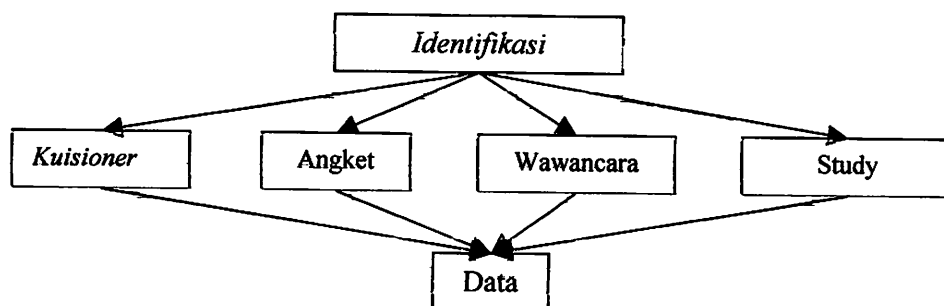 Identifikasi
Kuisioner
Angket
Wawancara
Study
Data